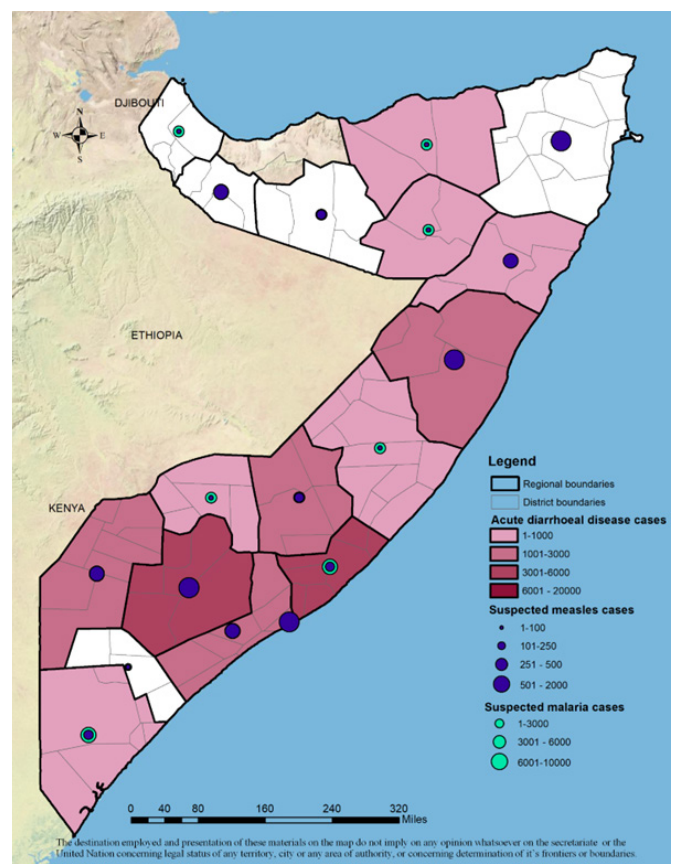 DJIBOUTI
N
W E
S
ETHIOPIA
KENYA
Legend
Regional boundaries
District boundaries
Acute diarrhoeal disease cases
1-1000
1001-3000
3001-6000
6001 - 20000
Suspected measles cases
1-100
101-250
251 - 500
501 - 2000
Suspected malaria cases
1-3000
3001 - 6000
6001-10000
0 40 80 160 240 320
Miles
The destination employed and presentation of these materials on the map do not imply on any opinion whatsoever on the secretariate or the
United Nation concerning legal status of any territory, city or any area of authority, or concerning determination of it's frontiers or boundaries.